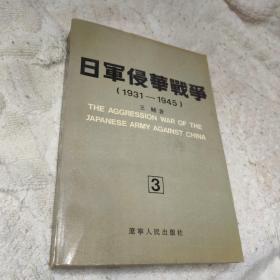 日軍侵華戰爭
(1931—1945)
王輔著
THE AGGRESSION WAR OF THE
JAPANESE ARMY AGAINST CHINA
3
遼寧人民出版社